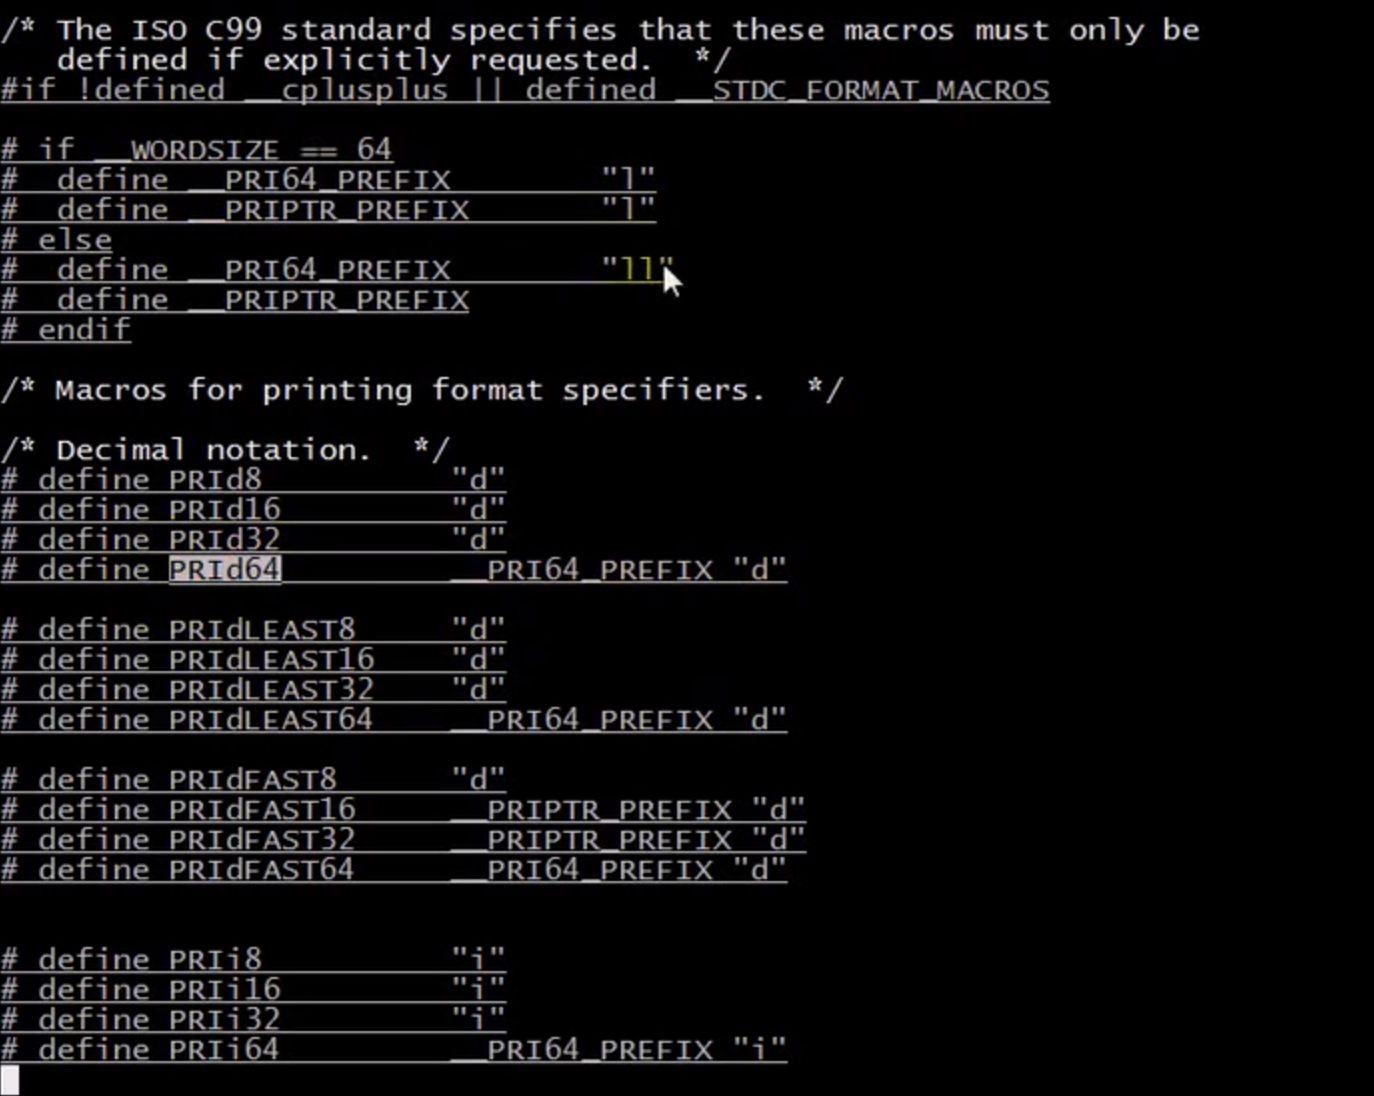 /* The ISO C99 standard specifies that these macros must only be
   defined if explicitly requested.  */
#if !defined __cplusplus || defined __STDC_FORMAT_MACROS
# if __WORDSIZE == 64
#  define __PRI64_PREFIX        "l"
#  define __PRIPTR_PREFIX       "l"
# else
#  define __PRI64_PREFIX        "ll"
#  define __PRIPTR_PREFIX
# endif
/* Macros for printing format specifiers.  */
/* Decimal notation.  */
# define PRId8          "d"
# define PRId16         "d"
# define PRId32         "d"
# define PRId64         __PRI64_PREFIX "d"
# define PRIdLEAST8     "d"
# define PRIdLEAST16    "d"
# define PRIdLEAST32    "d"
# define PRIdLEAST64    __PRI64_PREFIX "d"
# define PRIdFAST8      "d"
# define PRIdFAST16     __PRIPTR_PREFIX "d"
# define PRIdFAST32     __PRIPTR_PREFIX "d"
# define PRIdFAST64     __PRI64_PREFIX "d"
# define PRIi8          "i"
# define PRIi16         "i"
# define PRIi32         "i"
# define PRIi64         __PRI64_PREFIX "i"